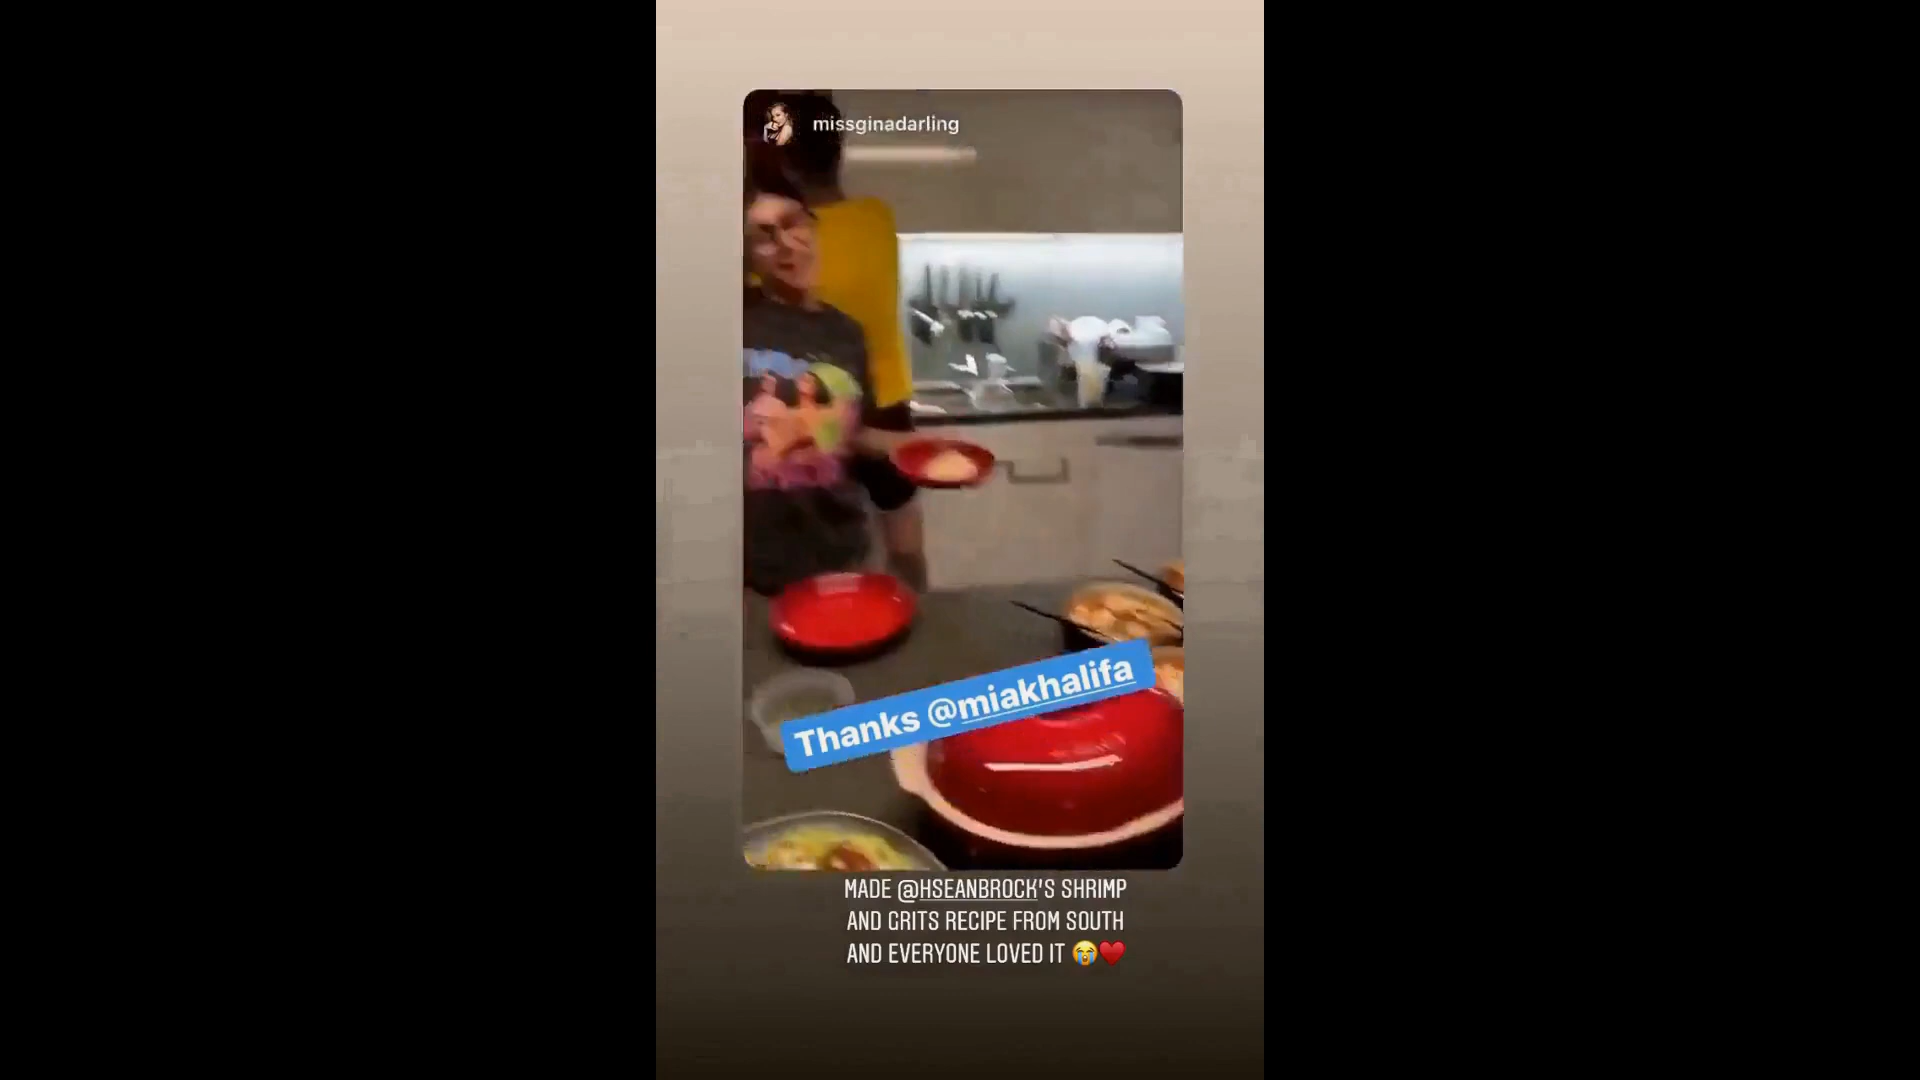 missginadarling
Thanks @miakhalifa
MADE @HSEANBROCK'S SHRIMP
AND GRITS RECIPE FROM SOUTH
AND EVERYONE LOVED IT 😭♥️